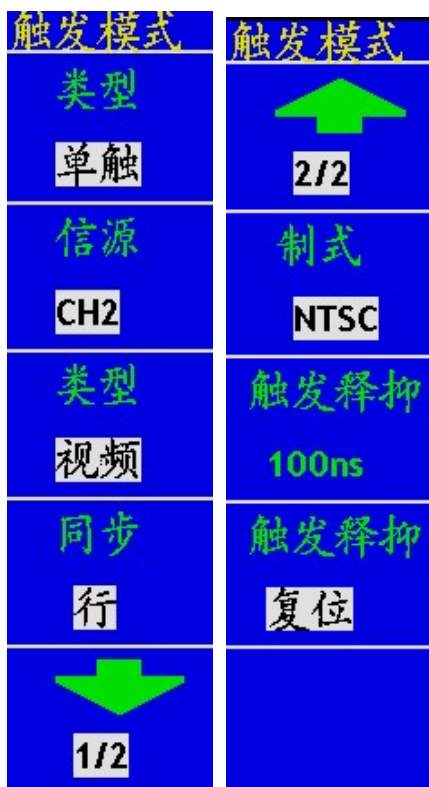 触发模式
类型
单触
信源
CH2
类型
视频
同步
行
1/2
触发模式
2/2
制式
NTSC
触发释抑
100ns
触发释抑
复位